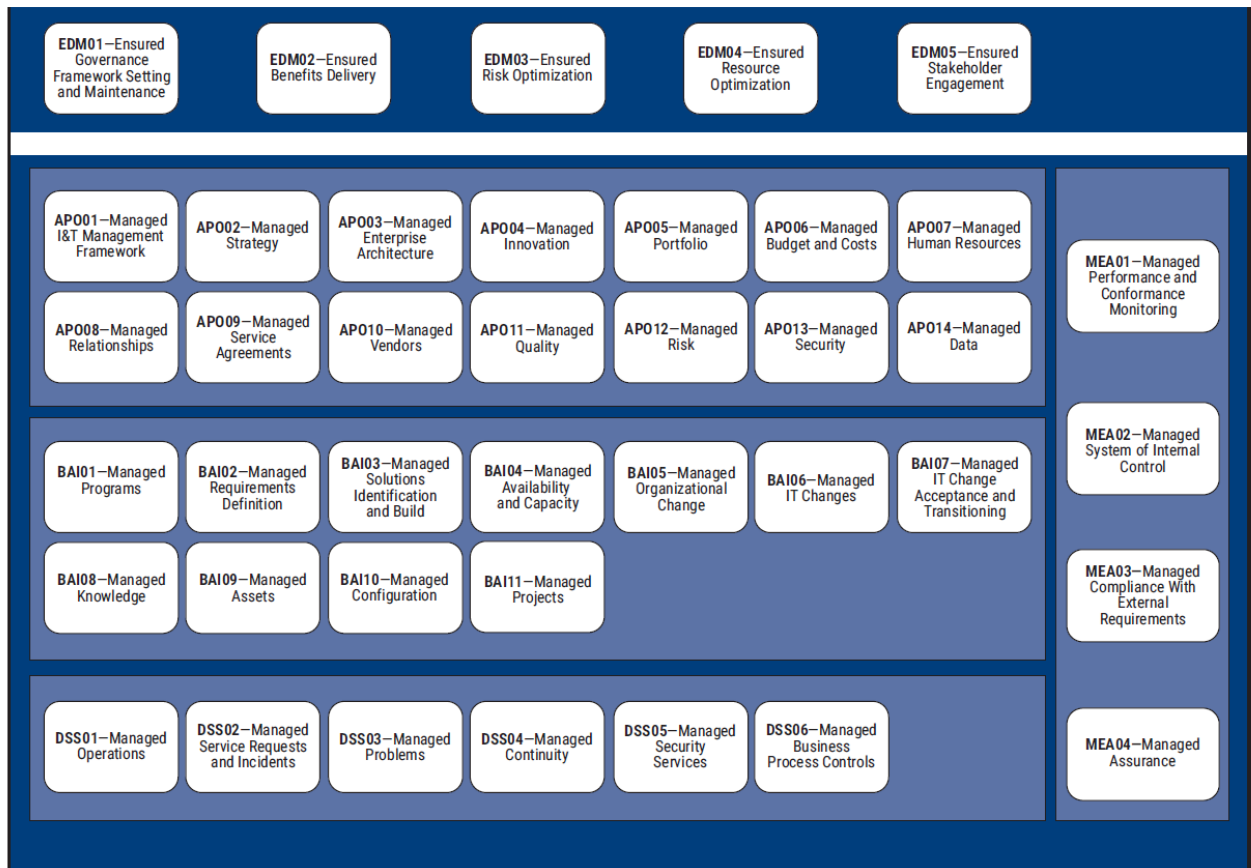 EDM01—Ensured
Governance
Framework Setting
and Maintenance
EDM02—Ensured
Benefits Delivery
EDM03—Ensured
Risk Optimization
EDM04—Ensured
Resource
Optimization
EDM05—Ensured
Stakeholder
Engagement
APO01—Managed
I&T Management
Framework
APO02—Managed
Strategy
APO03—Managed
Enterprise
Architecture
APO04—Managed
Innovation
APO05—Managed
Portfolio
APO06—Managed
Budget and Costs
APO07—Managed
Human Resources
APO08—Managed
Relationships
APO09—Managed
Service
Agreements
APO10—Managed
Vendors
APO11—Managed
Quality
APO12—Managed
Risk
APO13—Managed
Security
APO14—Managed
Data
BAI01—Managed
Programs
BAI02—Managed
Requirements
Definition
BAI03—Managed
Solutions
Identification
and Build
BAI04—Managed
Availability
and Capacity
BAI05—Managed
Organizational
Change
BAI06—Managed
IT Changes
BAI07—Managed
IT Change
Acceptance and
Transitioning
BAI08—Managed
Knowledge
BAI09—Managed
Assets
BAI10—Managed
Configuration
BAI11—Managed
Projects
DSS01—Managed
Operations
DSS02—Managed
Service Requests
and Incidents
DSS03—Managed
Problems
DSS04—Managed
Continuity
DSS05—Managed
Security
Services
DSS06—Managed
Business
Process Controls
MEA01—Managed
Performance and
Conformance
Monitoring
MEA02—Managed
System of Internal
Control
MEA03—Managed
Compliance With
External
Requirements
MEA04—Managed
Assurance